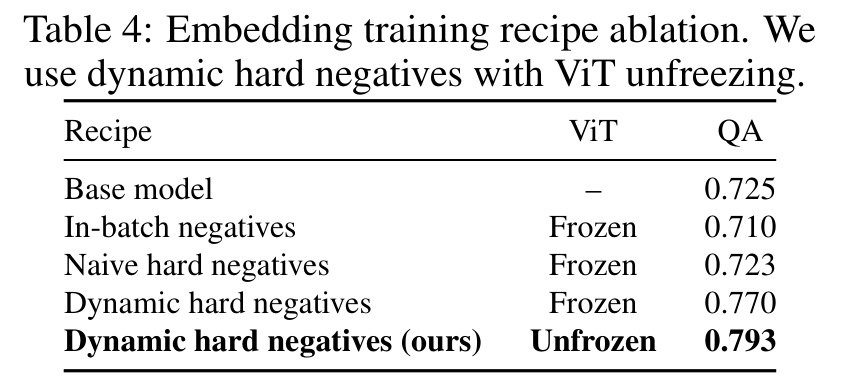 Table 4: Embedding training recipe ablation. We
use dynamic hard negatives with ViT unfreezing.
Recipe ViT QA
Base model – 0.725
In-batch negatives Frozen 0.710
Naive hard negatives Frozen 0.723
Dynamic hard negatives Frozen 0.770
Dynamic hard negatives (ours) Unfrozen 0.793